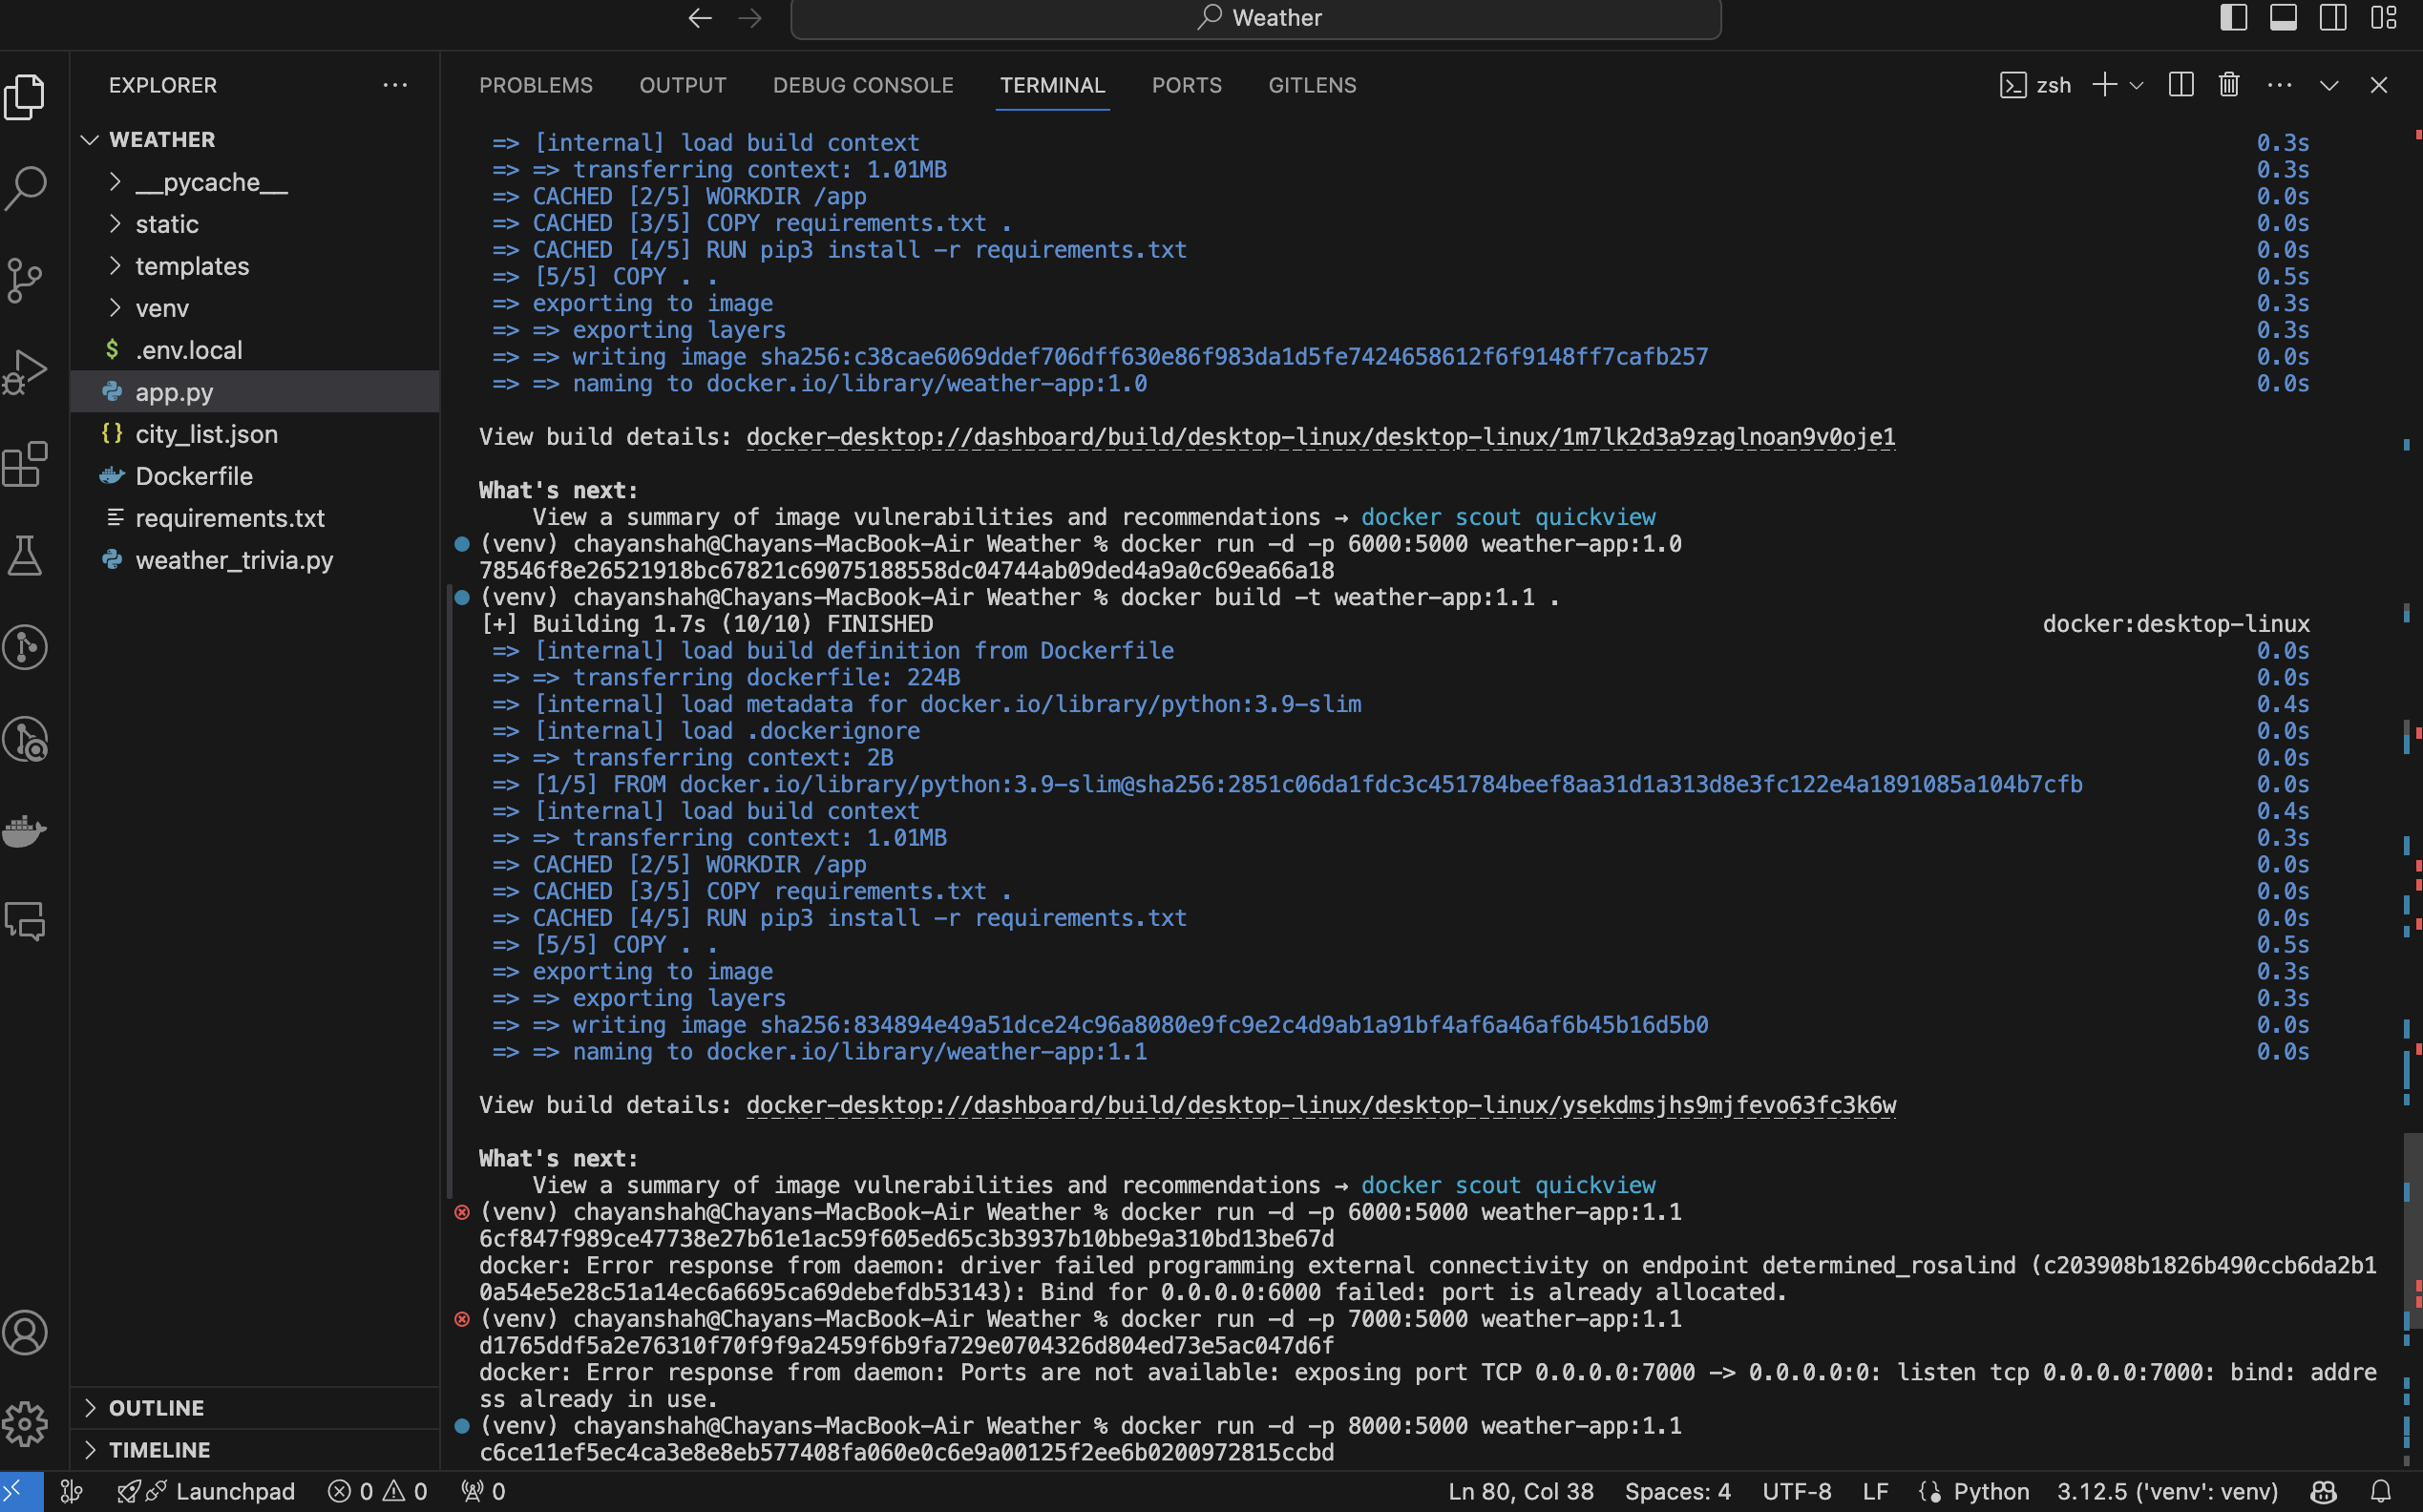 Weather
EXPLORER
WEATHER
__pycache__
static
templates
venv
$ .env.local
app.py
{} city_list.json
Dockerfile
requirements.txt
weather_trivia.py
OUTLINE
TIMELINE
PROBLEMS OUTPUT DEBUG CONSOLE TERMINAL PORTS GITLENS
zsh
=> [internal] load build context 0.3s
=> => transferring context: 1.01MB 0.3s
=> CACHED [2/5] WORKDIR /app 0.0s
=> CACHED [3/5] COPY requirements.txt . 0.0s
=> CACHED [4/5] RUN pip3 install -r requirements.txt 0.0s
=> [5/5] COPY . . 0.5s
=> exporting to image 0.3s
=> => exporting layers 0.3s
=> => writing image sha256:c38cae6069ddef706dff630e86f983da1d5fe7424658612f6f9148ff7cafb257 0.0s
=> => naming to docker.io/library/weather-app:1.0 0.0s
View build details: docker-desktop://dashboard/build/desktop-linux/desktop-linux/1m7lk2d3a9zaglnoan9v0oje1
What's next:
View a summary of image vulnerabilities and recommendations → docker scout quickview
(venv) chayanshah@Chayans-MacBook-Air Weather % docker run -d -p 6000:5000 weather-app:1.0
78546f8e26521918bc67821c69075188558dc04744ab09ded4a9a0c69ea66a18
(venv) chayanshah@Chayans-MacBook-Air Weather % docker build -t weather-app:1.1 .
[+] Building 1.7s (10/10) FINISHED docker:desktop-linux
=> [internal] load build definition from Dockerfile 0.0s
=> => transferring dockerfile: 224B 0.0s
=> [internal] load metadata for docker.io/library/python:3.9-slim 0.4s
=> [internal] load .dockerignore 0.0s
=> => transferring context: 2B 0.0s
=> [1/5] FROM docker.io/library/python:3.9-slim@sha256:2851c06da1fdc3c451784beef8aa31d1a313d8e3fc122e4a1891085a104b7cfb 0.0s
=> [internal] load build context 0.4s
=> => transferring context: 1.01MB 0.3s
=> CACHED [2/5] WORKDIR /app 0.0s
=> CACHED [3/5] COPY requirements.txt . 0.0s
=> CACHED [4/5] RUN pip3 install -r requirements.txt 0.0s
=> [5/5] COPY . . 0.5s
=> exporting to image 0.3s
=> => exporting layers 0.3s
=> => writing image sha256:834894e49a51dce24c96a8080e9fc9e2c4d9ab1a91bf4af6a46af6b45b16d5b0 0.0s
=> => naming to docker.io/library/weather-app:1.1 0.0s
View build details: docker-desktop://dashboard/build/desktop-linux/desktop-linux/ysekdmsjhs9mjfevo63fc3k6w
What's next:
View a summary of image vulnerabilities and recommendations → docker scout quickview
(venv) chayanshah@Chayans-MacBook-Air Weather % docker run -d -p 6000:5000 weather-app:1.1
6cf847f989ce47738e27b61e1ac59f605ed65c3b3937b10bbe9a310bd13be67d
docker: Error response from daemon: driver failed programming external connectivity on endpoint determined_rosalind (c203908b1826b490ccb6da2b1
0a54e5e28c51a14ec6a6695ca69debefdb53143): Bind for 0.0.0.0:6000 failed: port is already allocated.
(venv) chayanshah@Chayans-MacBook-Air Weather % docker run -d -p 7000:5000 weather-app:1.1
d1765ddf5a2e76310f70f9f9a2459f6b9fa729e0704326d804ed73e5ac047d6f
docker: Error response from daemon: Ports are not available: exposing port TCP 0.0.0.0:7000 -> 0.0.0.0:0: listen tcp 0.0.0.0:7000: bind: addre
ss already in use.
(venv) chayanshah@Chayans-MacBook-Air Weather % docker run -d -p 8000:5000 weather-app:1.1
c6ce11ef5ec4ca3e8e8eb577408fa060e0c6e9a00125f2ee6b0200972815ccbd
Launchpad 0 0 0 Ln 80, Col 38 Spaces: 4 UTF-8 LF Python 3.12.5 ('venv': venv)